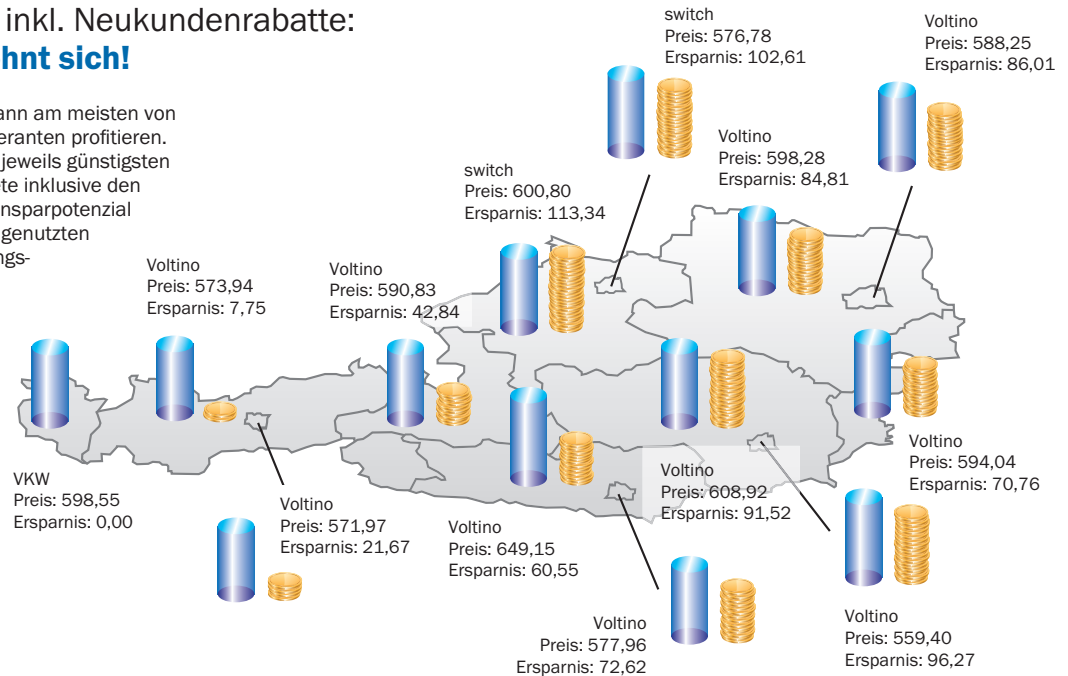 inkl. Neukundenrabatte:
hnt sich!
ann am meisten von
eranten profitieren.
jeweils günstigsten
ete inklusive den
nsparpotenzial
genutzten
ngs-
switch
Preis: 576,78
Ersparnis: 102,61
Voltino
Preis: 588,25
Ersparnis: 86,01
Voltino
Preis: 598,28
Ersparnis: 84,81
switch
Preis: 600,80
Ersparnis: 113,34
Voltino
Preis: 573,94
Ersparnis: 7,75
Voltino
Preis: 590,83
Ersparnis: 42,84
VKW
Preis: 598,55
Ersparnis: 0,00
Voltino
Preis: 571,97
Ersparnis: 21,67
Voltino
Preis: 649,15
Ersparnis: 60,55
Voltino
Preis: 608,92
Ersparnis: 91,52
Voltino
Preis: 594,04
Ersparnis: 70,76
Voltino
Preis: 577,96
Ersparnis: 72,62
Voltino
Preis: 559,40
Ersparnis: 96,27